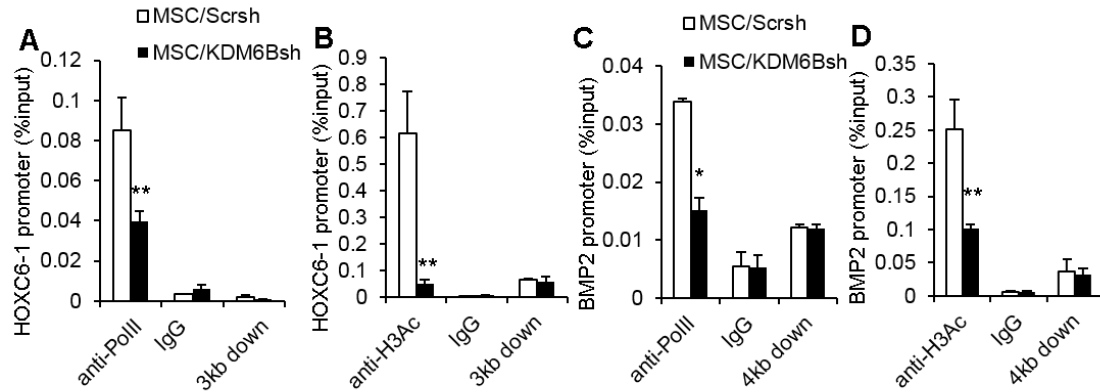 MSC/Scrsh
MSC/KDM6Bsh
A
HOXC6-1 promoter (%input)
0.12
0.1
0.08
0.06
0.04
0.02
0
**
anti-PolII
IgG
3kb down
B
HOXC6-1 promoter (%input)
0.9
0.8
0.7
0.6
0.5
0.4
0.3
0.2
0.1
0
**
anti-H3Ac
IgG
3kb down
MSC/Scrsh
MSC/KDM6Bsh
C
BMP2 promoter (%input)
0.04
0.03
0.02
0.01
0
*
anti-PolII
IgG
4kb down
D
BMP2 promoter (%input)
0.35
0.3
0.25
0.2
0.15
0.1
0.05
0
**
anti-H3Ac
IgG
4kb down